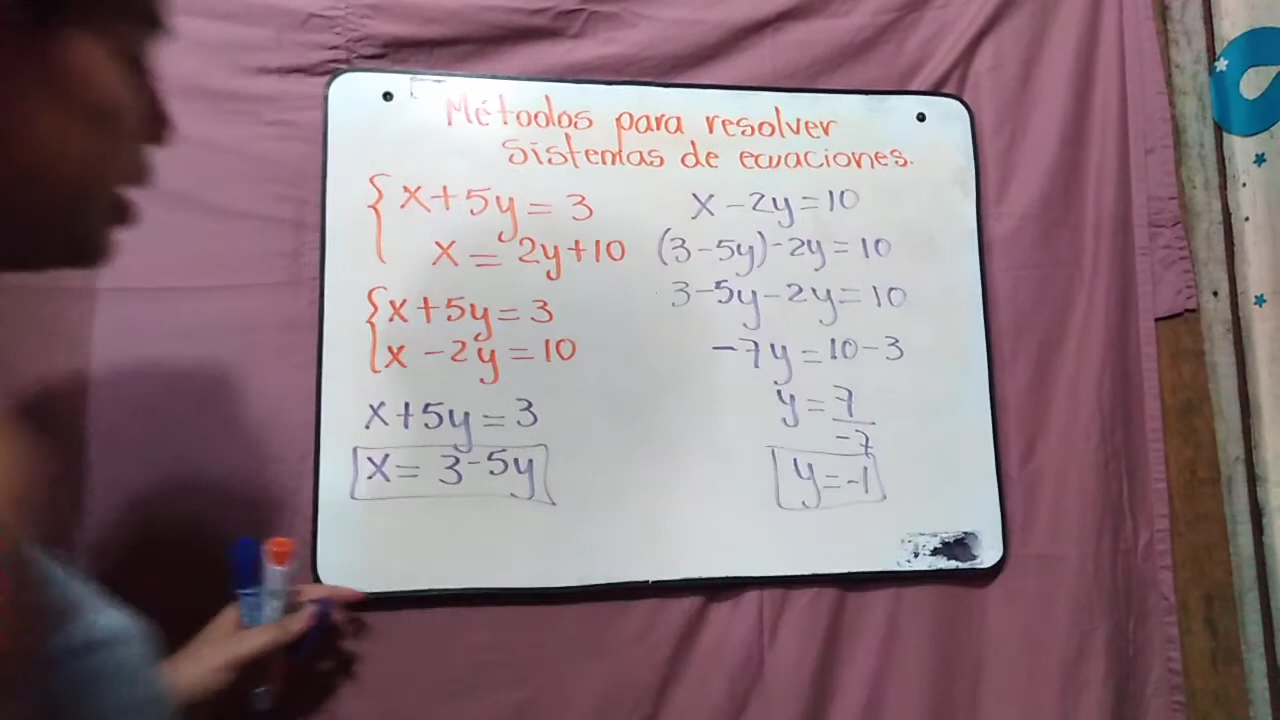 Métodos para resolver
Sistemas de ecuaciones.
x+5y=3
x=2y+10
x+5y=3
x-2y=10
x+5y=3
x=3-5y
x-2y=10
(3-5y)-2y=10
3-5y-2y=10
-7y=10-3
y=7
-7
y=-1